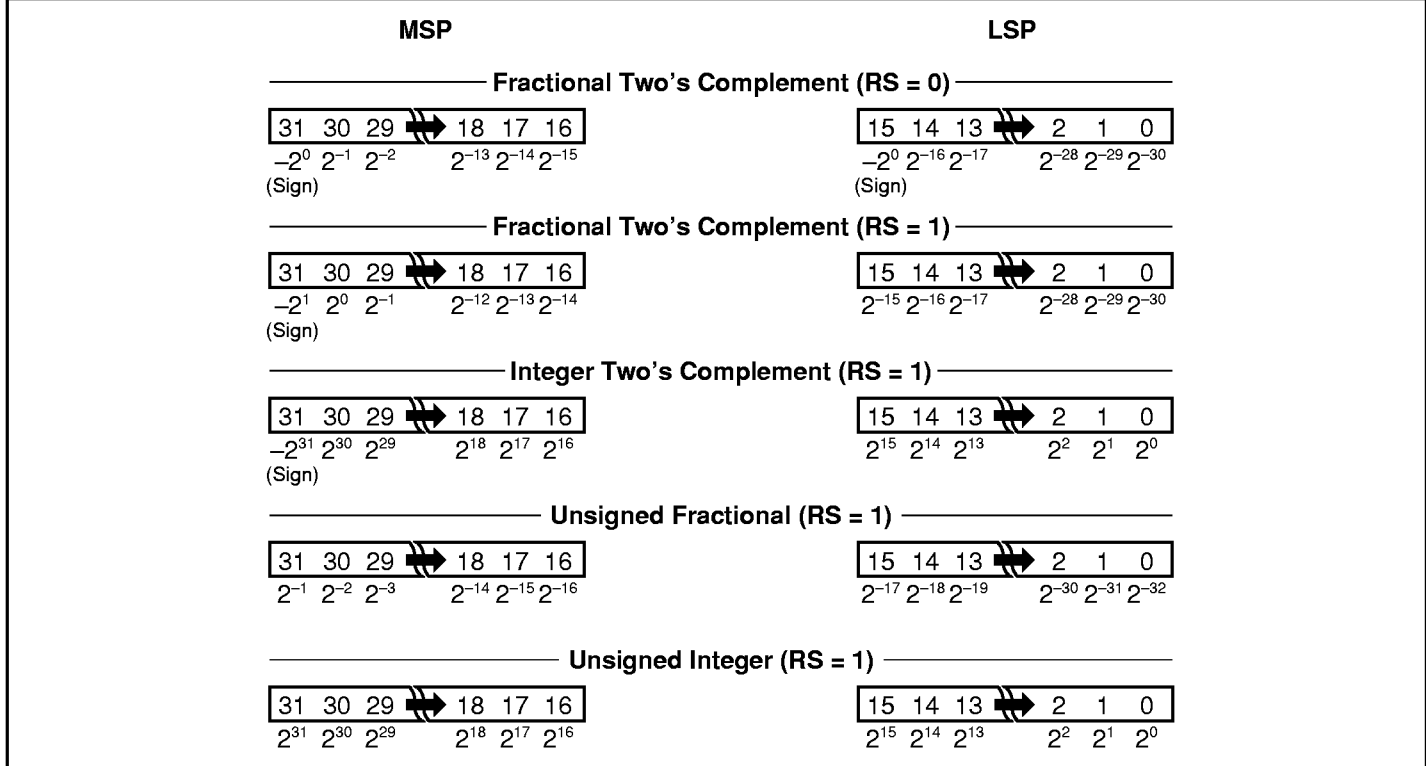 MSP LSP
Fractional Two's Complement (RS = 0)
31 30 29 18 17 16 15 14 13 2 1 0
–2⁰ 2⁻¹ 2⁻² 2⁻¹³ 2⁻¹⁴ 2⁻¹⁵ –2⁰ 2⁻¹⁶ 2⁻¹⁷ 2⁻²⁸ 2⁻²⁹ 2⁻³⁰
(Sign) (Sign)
Fractional Two's Complement (RS = 1)
31 30 29 18 17 16 15 14 13 2 1 0
–2¹ 2⁰ 2⁻¹ 2⁻¹² 2⁻¹³ 2⁻¹⁴ 2⁻¹⁵ 2⁻¹⁶ 2⁻¹⁷ 2⁻²⁸ 2⁻²⁹ 2⁻³⁰
(Sign)
Integer Two's Complement (RS = 1)
31 30 29 18 17 16 15 14 13 2 1 0
–2³¹ 2³⁰ 2²⁹ 2¹⁸ 2¹⁷ 2¹⁶ 2¹⁵ 2¹⁴ 2¹³ 2² 2¹ 2⁰
(Sign)
Unsigned Fractional (RS = 1)
31 30 29 18 17 16 15 14 13 2 1 0
2⁻¹ 2⁻² 2⁻³ 2⁻¹⁴ 2⁻¹⁵ 2⁻¹⁶ 2⁻¹⁷ 2⁻¹⁸ 2⁻¹⁹ 2⁻³⁰ 2⁻³¹ 2⁻³²
Unsigned Integer (RS = 1)
31 30 29 18 17 16 15 14 13 2 1 0
2³¹ 2³⁰ 2²⁹ 2¹⁸ 2¹⁷ 2¹⁶ 2¹⁵ 2¹⁴ 2¹³ 2² 2¹ 2⁰